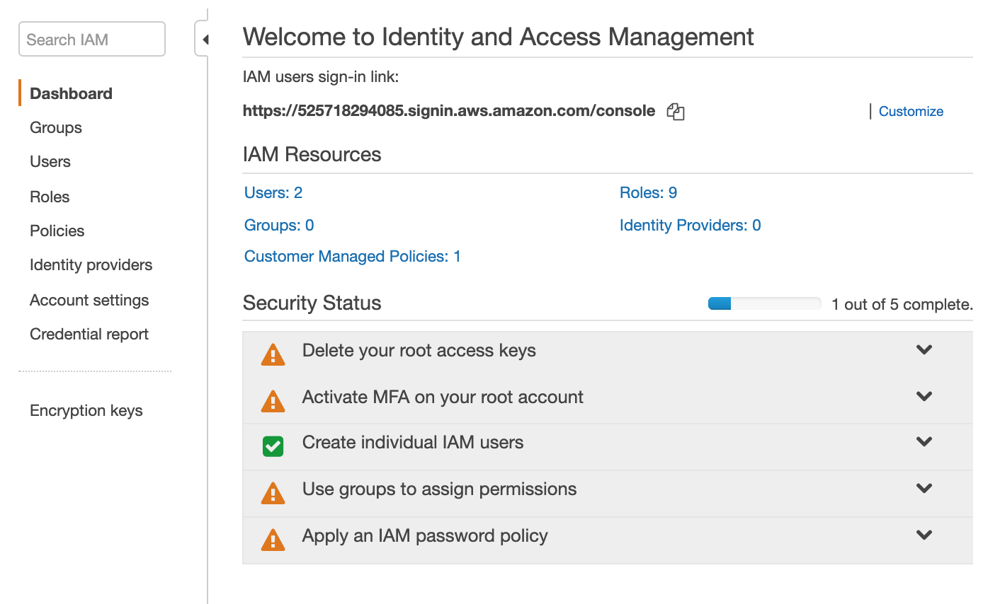 Search IAM
Dashboard
Groups
Users
Roles
Policies
Identity providers
Account settings
Credential report
Encryption keys
Welcome to Identity and Access Management
IAM users sign-in link:
https://525718294085.signin.aws.amazon.com/console
| Customize
IAM Resources
Users: 2
Roles: 9
Groups: 0
Identity Providers: 0
Customer Managed Policies: 1
Security Status
1 out of 5 complete.
Delete your root access keys
Activate MFA on your root account
Create individual IAM users
Use groups to assign permissions
Apply an IAM password policy